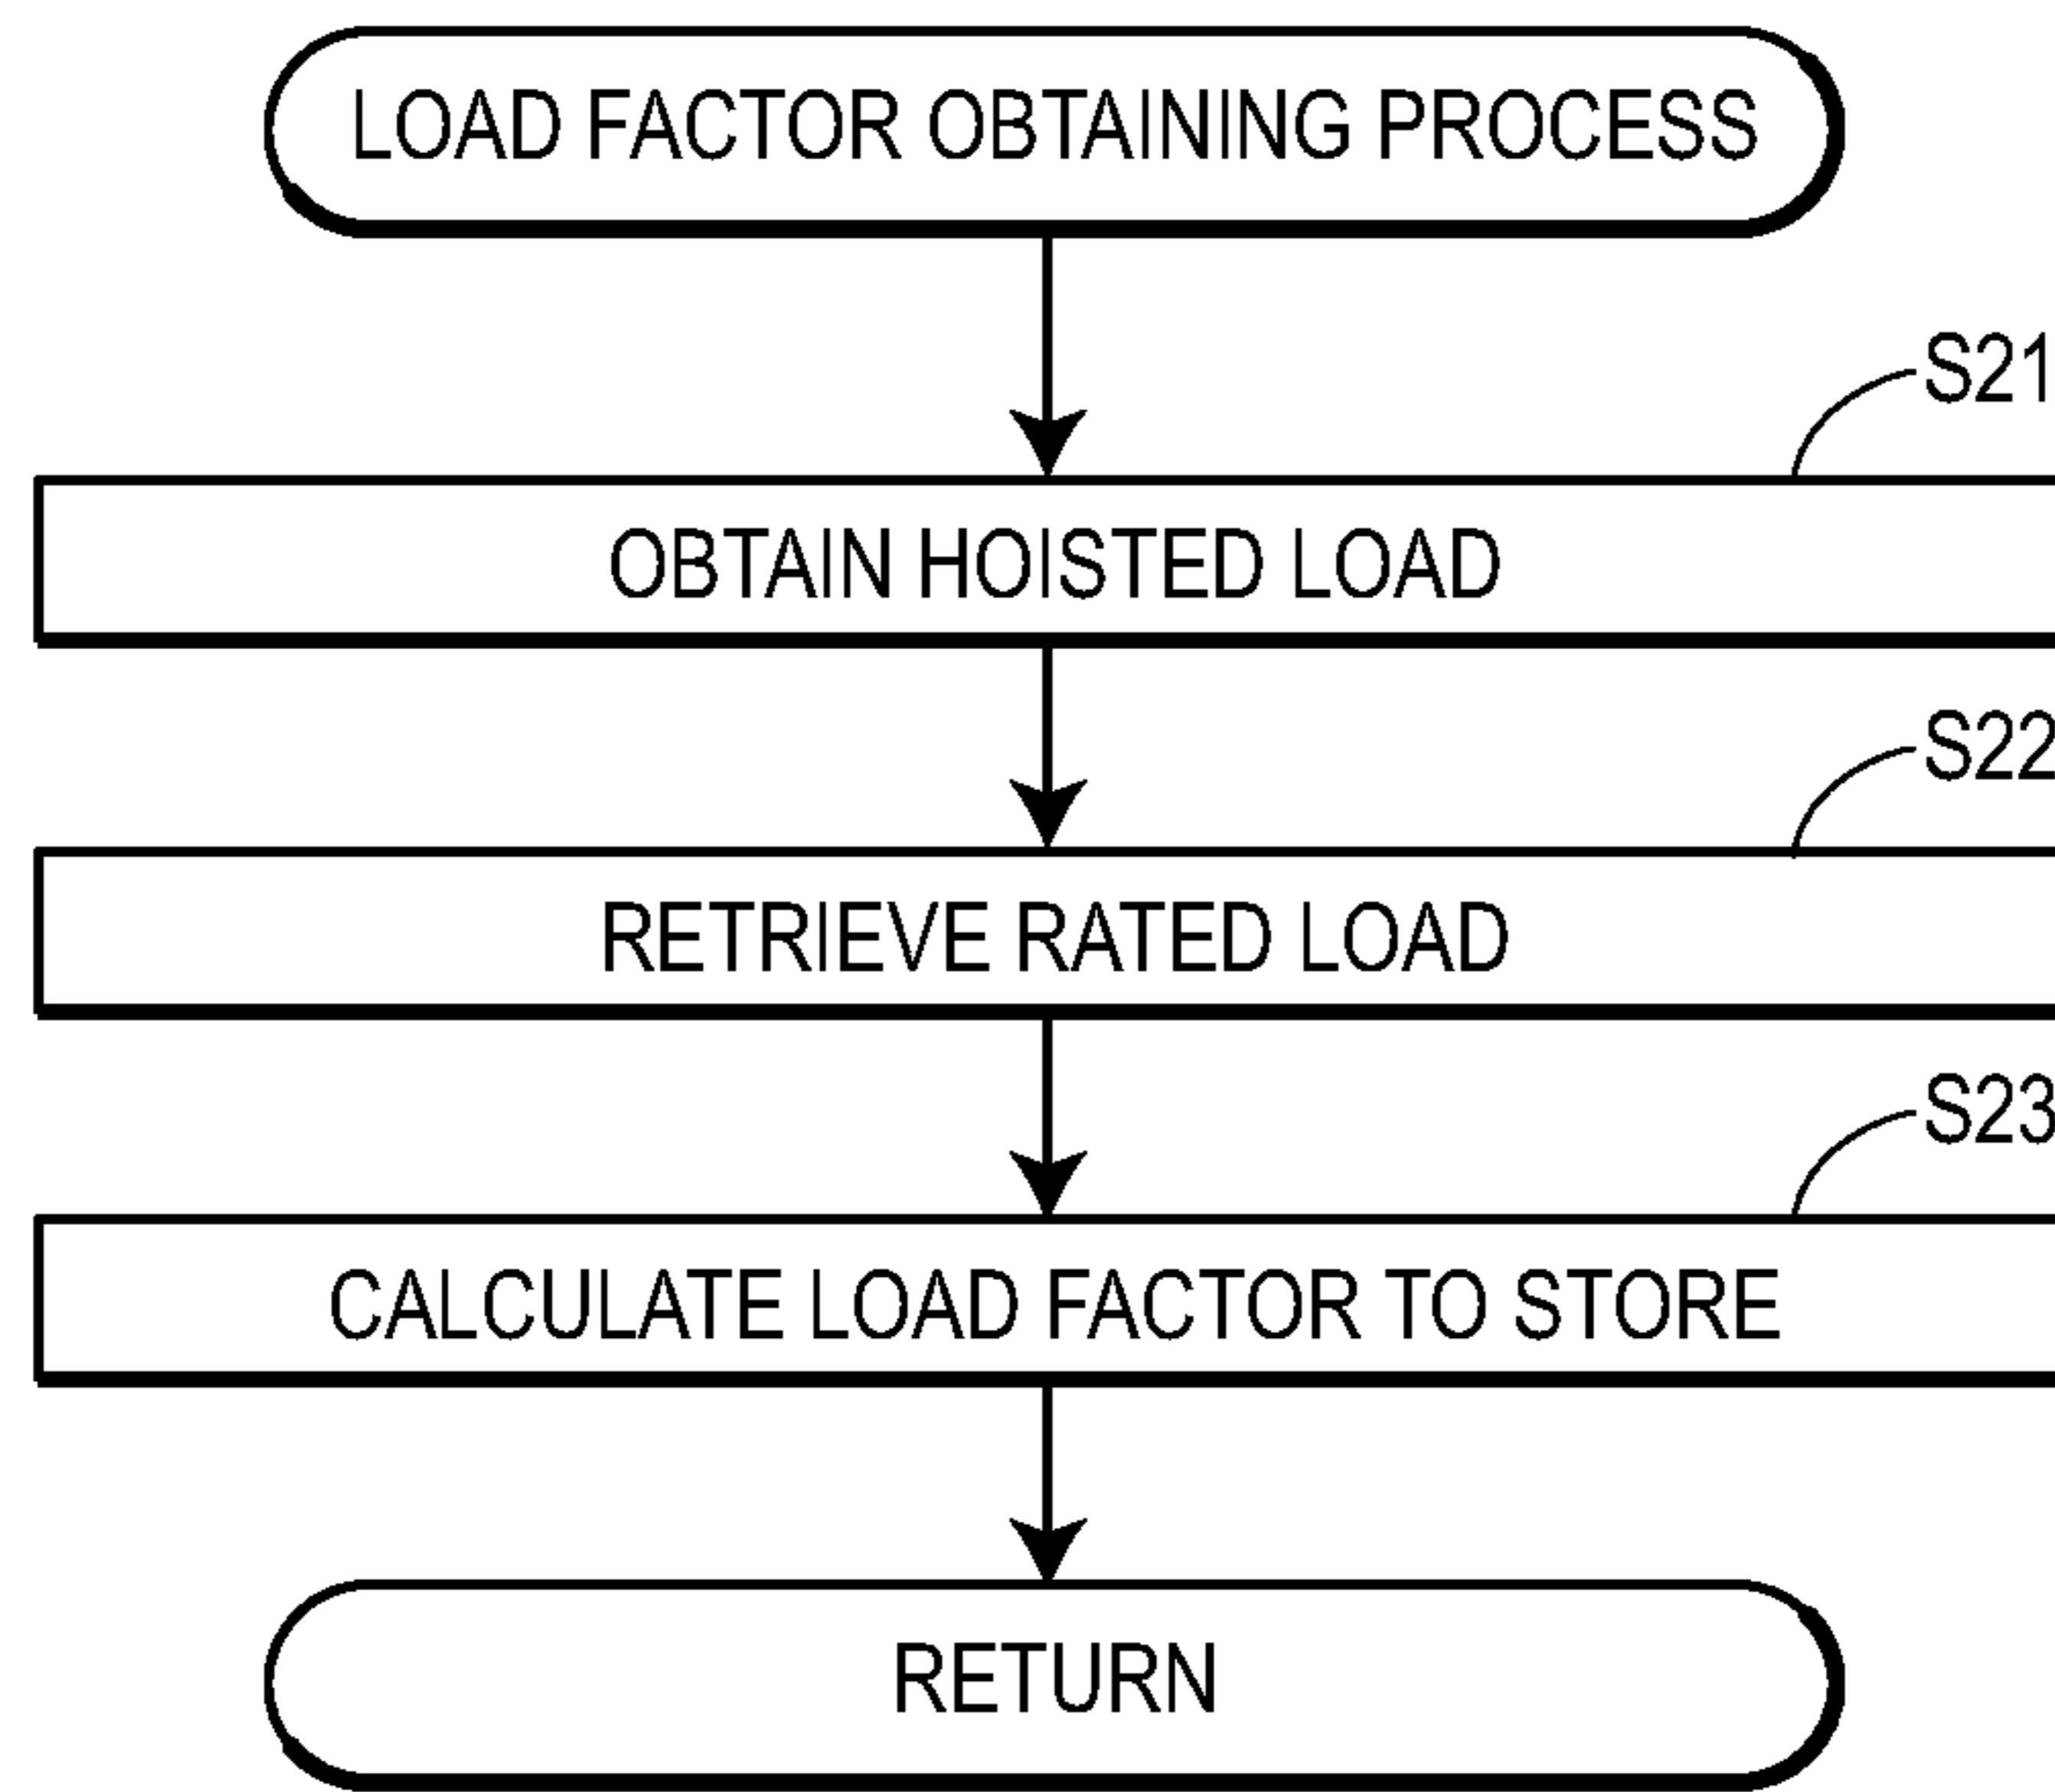 LOAD FACTOR OBTAINING PROCESS
S21
OBTAIN HOISTED LOAD
S22
RETRIEVE RATED LOAD
S23
CALCULATE LOAD FACTOR TO STORE
RETURN